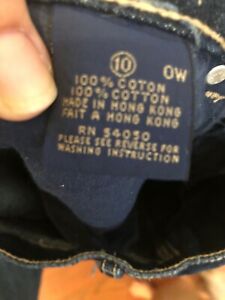 10 OW
100% COTON
100% COTTON
MADE IN HONG KONG
FAIT A HONG KONG
RN 54050
PLEASE SEE REVERSE FOR
WASHING INSTRUCTION